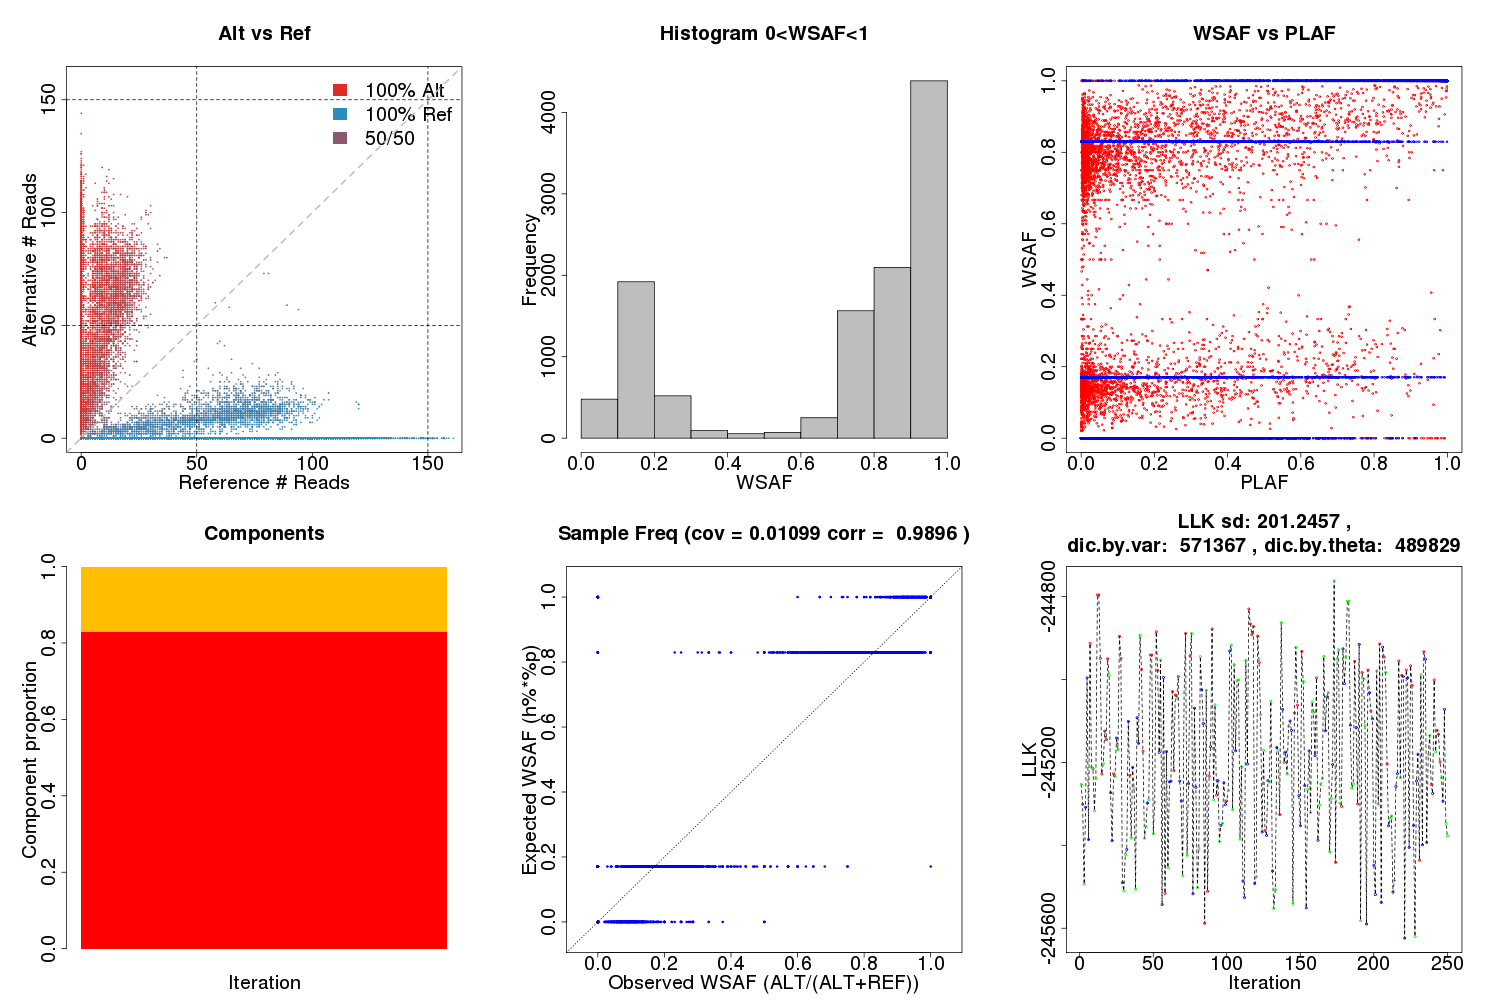 Alt vs Ref
100% Alt
100% Ref
50/50
Alternative # Reads
0 50 100 150
0 50 100 150
Reference # Reads
Histogram 0<WSAF<1
Frequency
0 1000 2000 3000 4000
0.0 0.2 0.4 0.6 0.8 1.0
WSAF
WSAF vs PLAF
WSAF
0.0 0.2 0.4 0.6 0.8 1.0
0.0 0.2 0.4 0.6 0.8 1.0
PLAF
Components
Component proportion
0.0 0.2 0.4 0.6 0.8 1.0
Iteration
Sample Freq (cov = 0.01099 corr = 0.9896 )
Expected WSAF (h%*%p)
0.0 0.2 0.4 0.6 0.8 1.0
0.0 0.2 0.4 0.6 0.8 1.0
Observed WSAF (ALT/(ALT+REF))
LLK sd: 201.2457 ,
dic.by.var: 571367 , dic.by.theta: 489829
LLK
-245600 -245200 -244800
0 50 100 150 200 250
Iteration